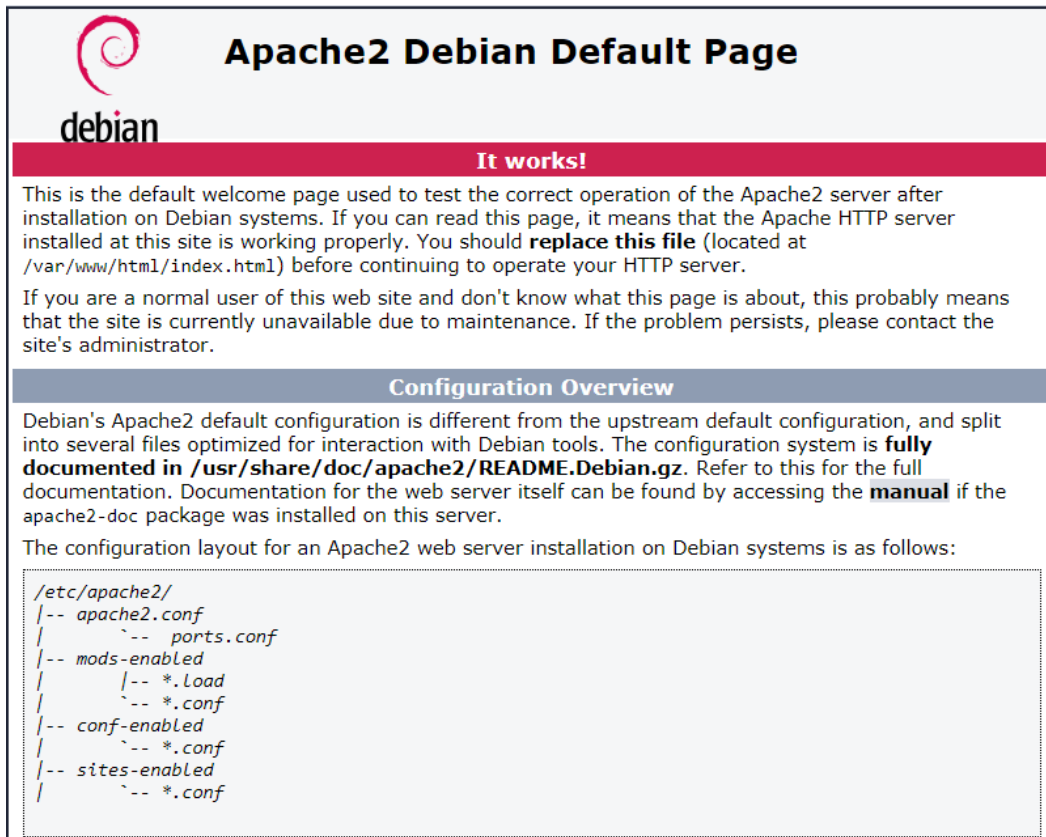 debian
Apache2 Debian Default Page
It works!
This is the default welcome page used to test the correct operation of the Apache2 server after
installation on Debian systems. If you can read this page, it means that the Apache HTTP server
installed at this site is working properly. You should replace this file (located at
/var/www/html/index.html) before continuing to operate your HTTP server.
If you are a normal user of this web site and don't know what this page is about, this probably means
that the site is currently unavailable due to maintenance. If the problem persists, please contact the
site's administrator.
Configuration Overview
Debian's Apache2 default configuration is different from the upstream default configuration, and split
into several files optimized for interaction with Debian tools. The configuration system is fully
documented in /usr/share/doc/apache2/README.Debian.gz. Refer to this for the full
documentation. Documentation for the web server itself can be found by accessing the manual if the
apache2-doc package was installed on this server.
The configuration layout for an Apache2 web server installation on Debian systems is as follows:
/etc/apache2/
|-- apache2.conf
|       `--  ports.conf
|-- mods-enabled
|       |-- *.load
|       `-- *.conf
|-- conf-enabled
|       `-- *.conf
|-- sites-enabled
|       `-- *.conf